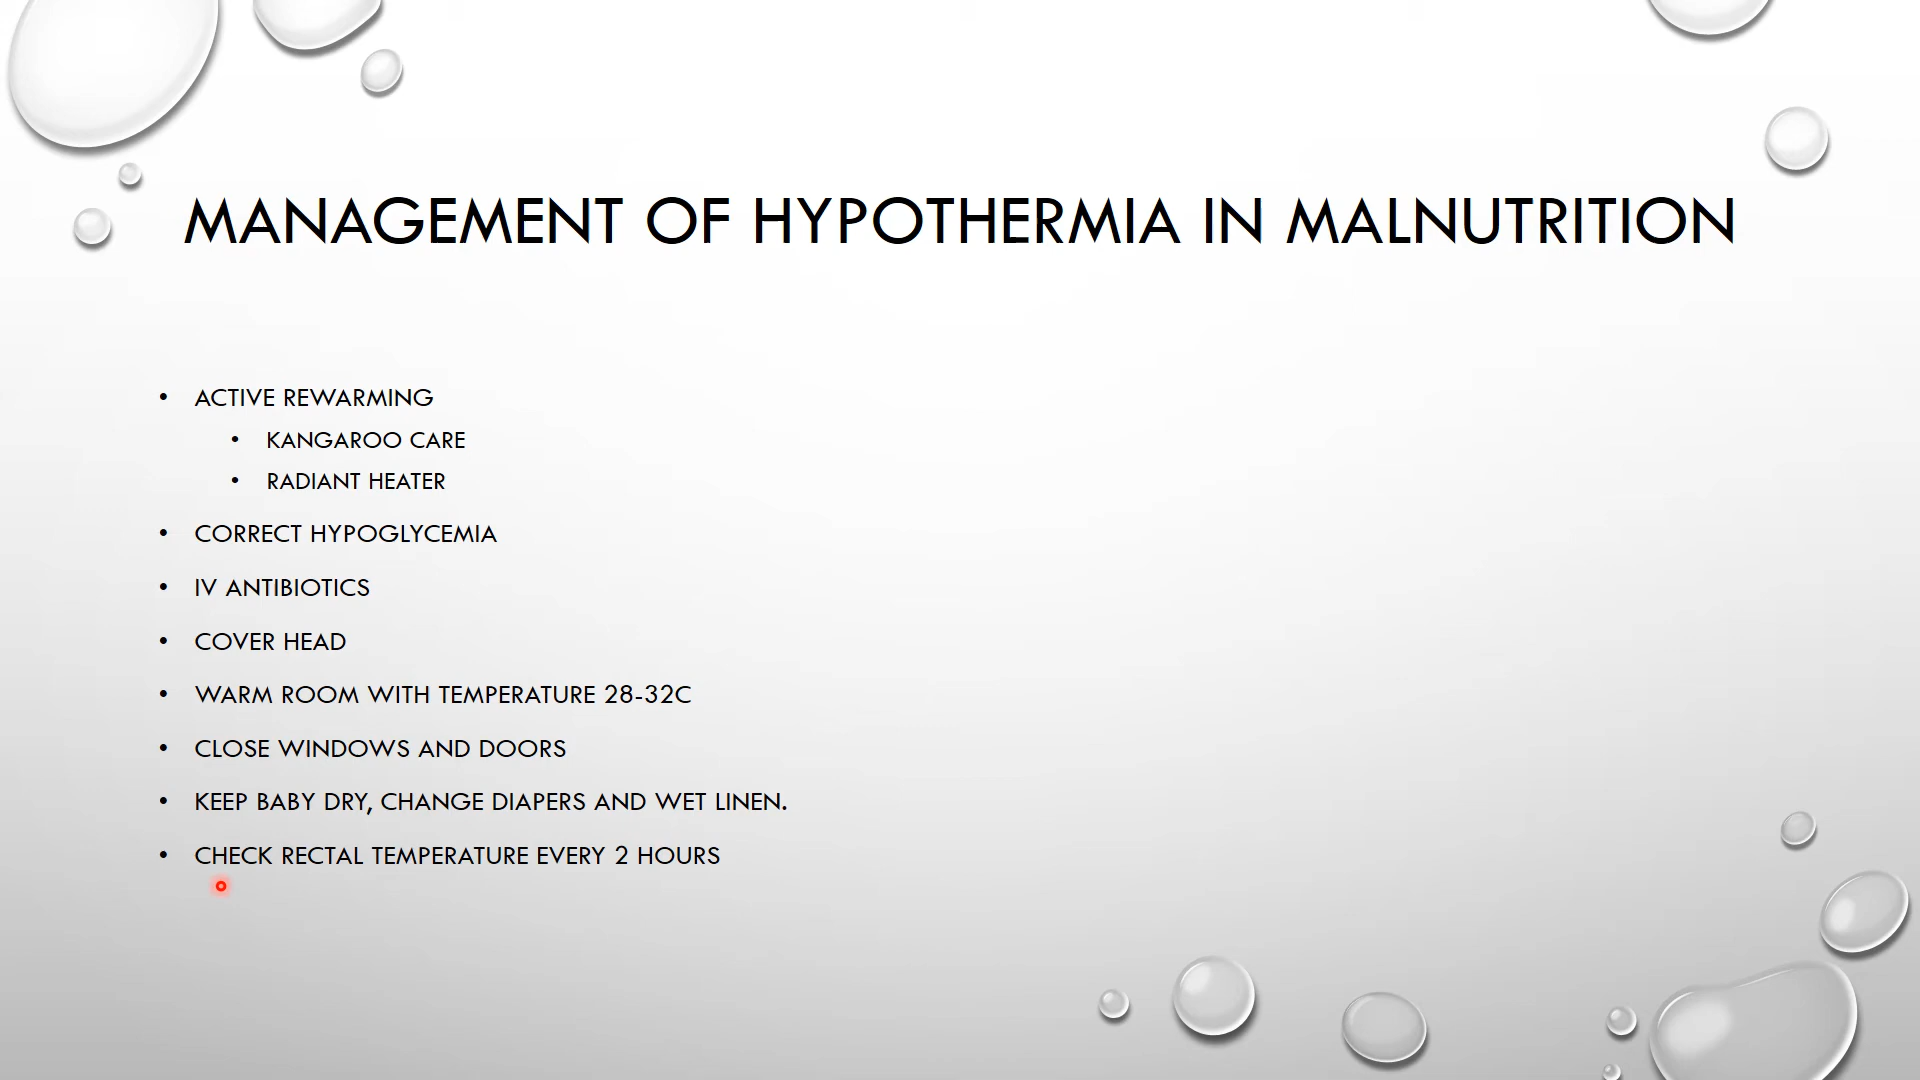 MANAGEMENT OF HYPOTHERMIA IN MALNUTRITION
• ACTIVE REWARMING
• KANGAROO CARE
• RADIANT HEATER
• CORRECT HYPOGLYCEMIA
• IV ANTIBIOTICS
• COVER HEAD
• WARM ROOM WITH TEMPERATURE 28-32C
• CLOSE WINDOWS AND DOORS
• KEEP BABY DRY, CHANGE DIAPERS AND WET LINEN.
• CHECK RECTAL TEMPERATURE EVERY 2 HOURS